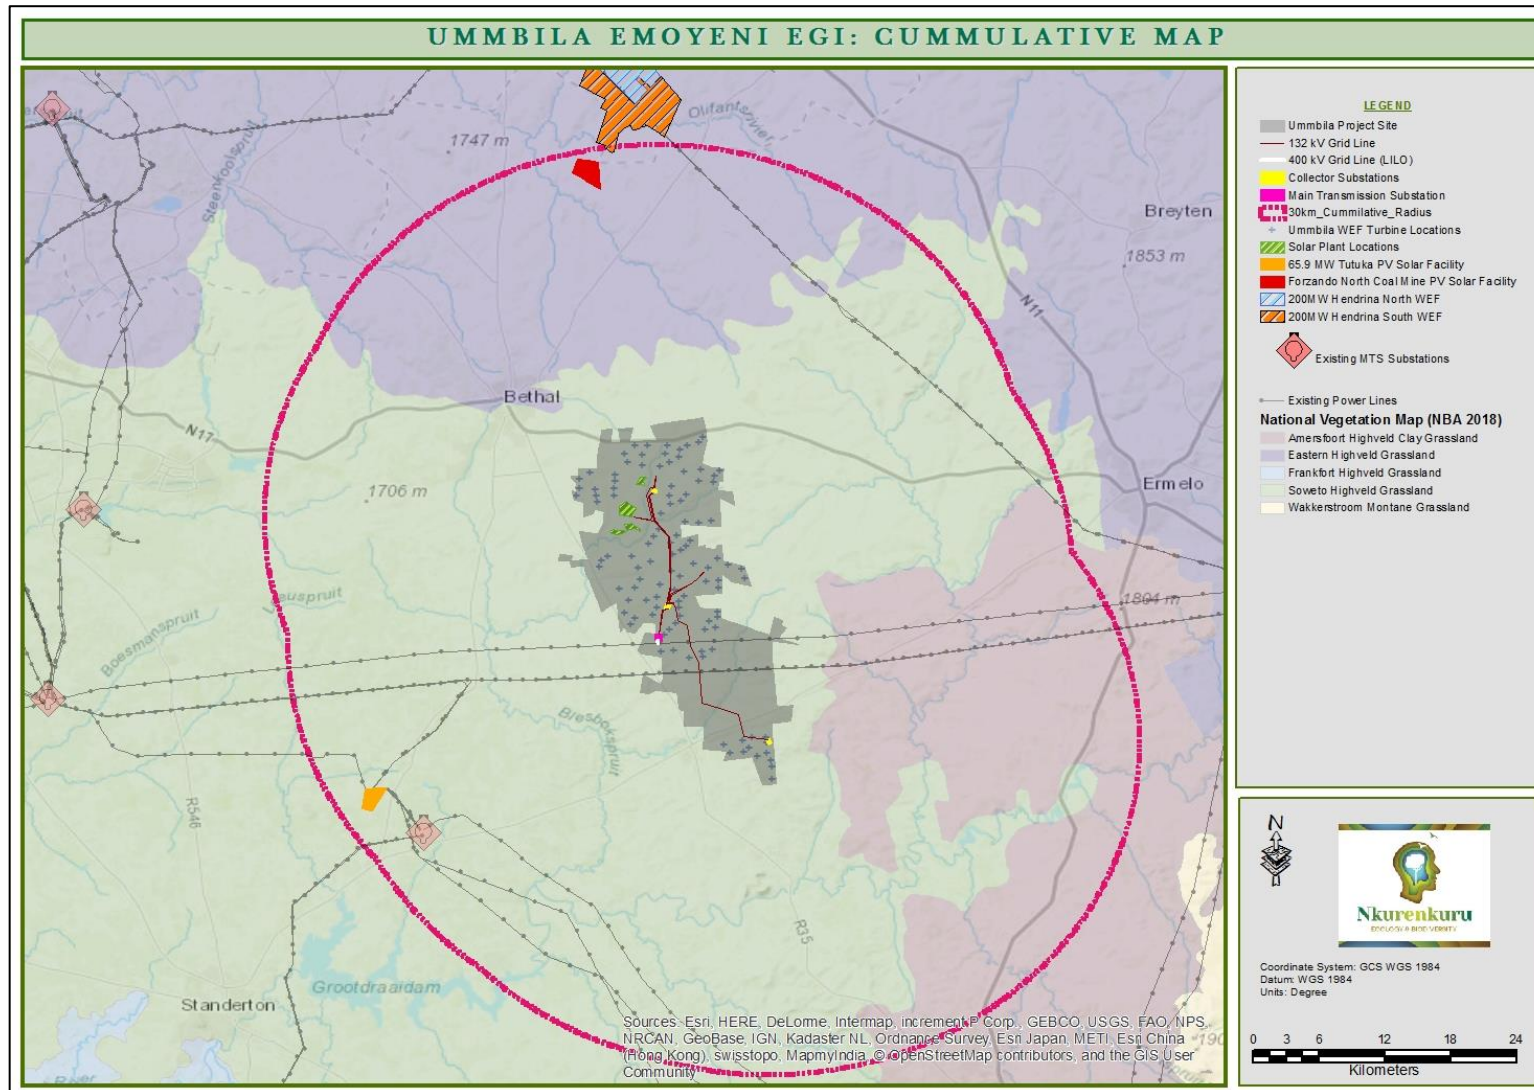 UMMBILA EMOYENI EGI: CUMMULATIVE MAP
Olifantsrivier
1747 m
Steenkoolspruit
Breyten
1853 m
N11
Bethal
N17
Ermelo
1706 m
1804 m
Boesmanspruit
R546
R35
Standerton
Grootdraaidam
Sources: Esri, HERE, DeLorme, Intermap, increment P Corp., GEBCO, USGS, FAO, NPS,
NRCAN, GeoBase, IGN, Kadaster NL, Ordnance Survey, Esri Japan, METI, Esri China
(Hong Kong), swisstopo, MapmyIndia, © OpenStreetMap contributors, and the GIS User
Community
LEGEND
Ummbila Project Site
132 kV Grid Line
400 kV Grid Line (LILO)
Collector Substations
Main Transmission Substation
30km_Cummilative_Radius
Ummbila WEF Turbine Locations
Solar Plant Locations
65.9 MW Tutuka PV Solar Facility
Forzando North Coal Mine PV Solar Facility
200MW Hendrina North WEF
200MW Hendrina South WEF
Existing MTS Substations
Existing Power Lines
National Vegetation Map (NBA 2018)
Amersfoort Highveld Clay Grassland
Eastern Highveld Grassland
Frankfort Highveld Grassland
Soweto Highveld Grassland
Wakkerstroom Montane Grassland
N
Nkurenkuru
ECOLOGY & BIODIVERSITY
Coordinate System: GCS WGS 1984
Datum: WGS 1984
Units: Degree
0 3 6 12 18 24
Kilometers